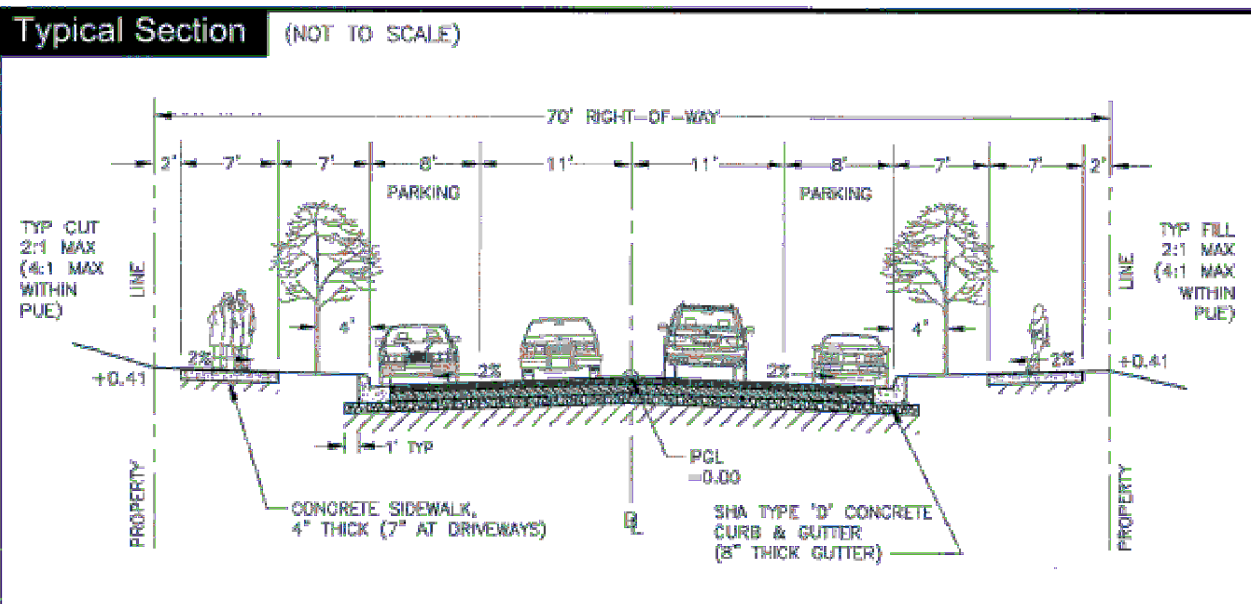 Typical Section (NOT TO SCALE)
70' RIGHT-OF-WAY
2' 7' 7' 8' 11' 11' 8' 7' 7' 2'
PARKING PARKING
TYP CUT
2:1 MAX
(4:1 MAX
WITHIN
PUE)
LINE
TYP FILL
2:1 MAX
(4:1 MAX
WITHIN
PUE)
LINE
4' 4'
2% 2% 2% 2%
+0.41 +0.41
1' TYP
PGL
=0.00
PROPERTY
CONCRETE SIDEWALK,
4" THICK (7" AT DRIVEWAYS)
SHA TYPE 'D' CONCRETE
CURB & GUTTER
(8" THICK GUTTER)
PROPERTY